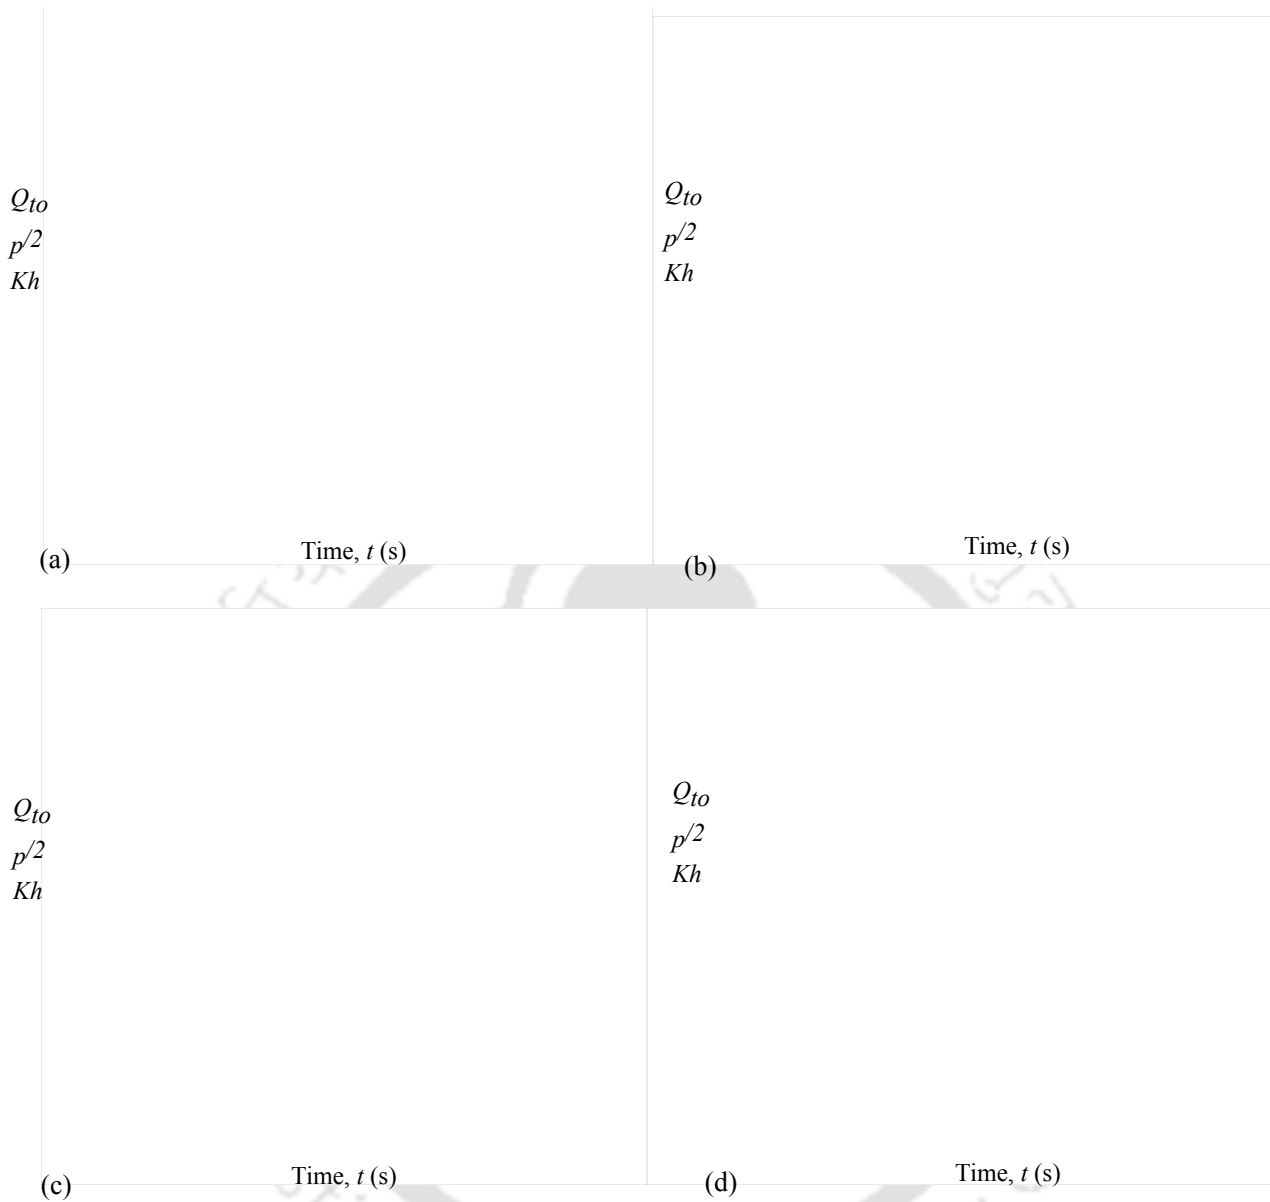 Qto
p/2
Kh
Time, t (s)
(a)
Qto
p/2
Kh
Time, t (s)
(b)
Qto
p/2
Kh
Time, t (s)
(c)
Qto
p/2
Kh
Time, t (s)
(d)